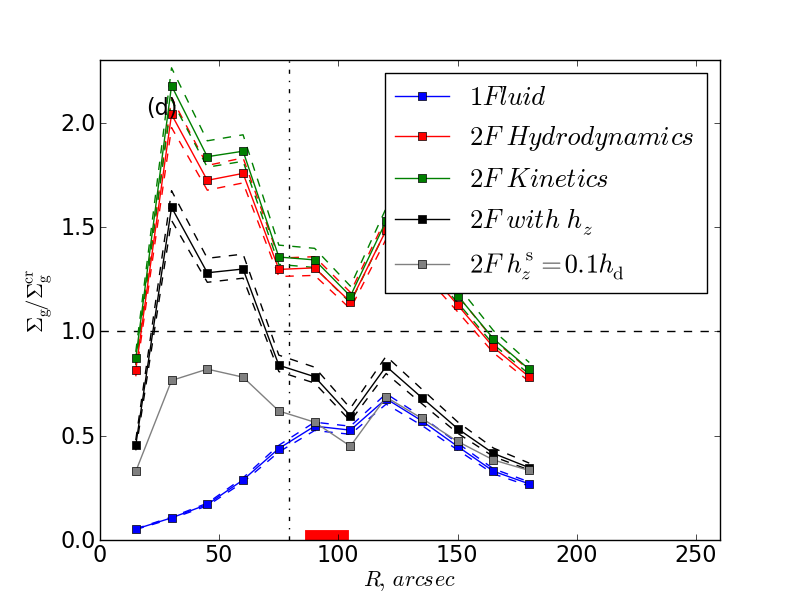 (d)
1Fluid
2F Hydrodynamics
2F Kinetics
2F with h_z
2F h_z^s = 0.1h_d
Σ_g/Σ_g^cr
2.0
1.5
1.0
0.5
0.0
0 50 100 150 200 250
R, arcsec